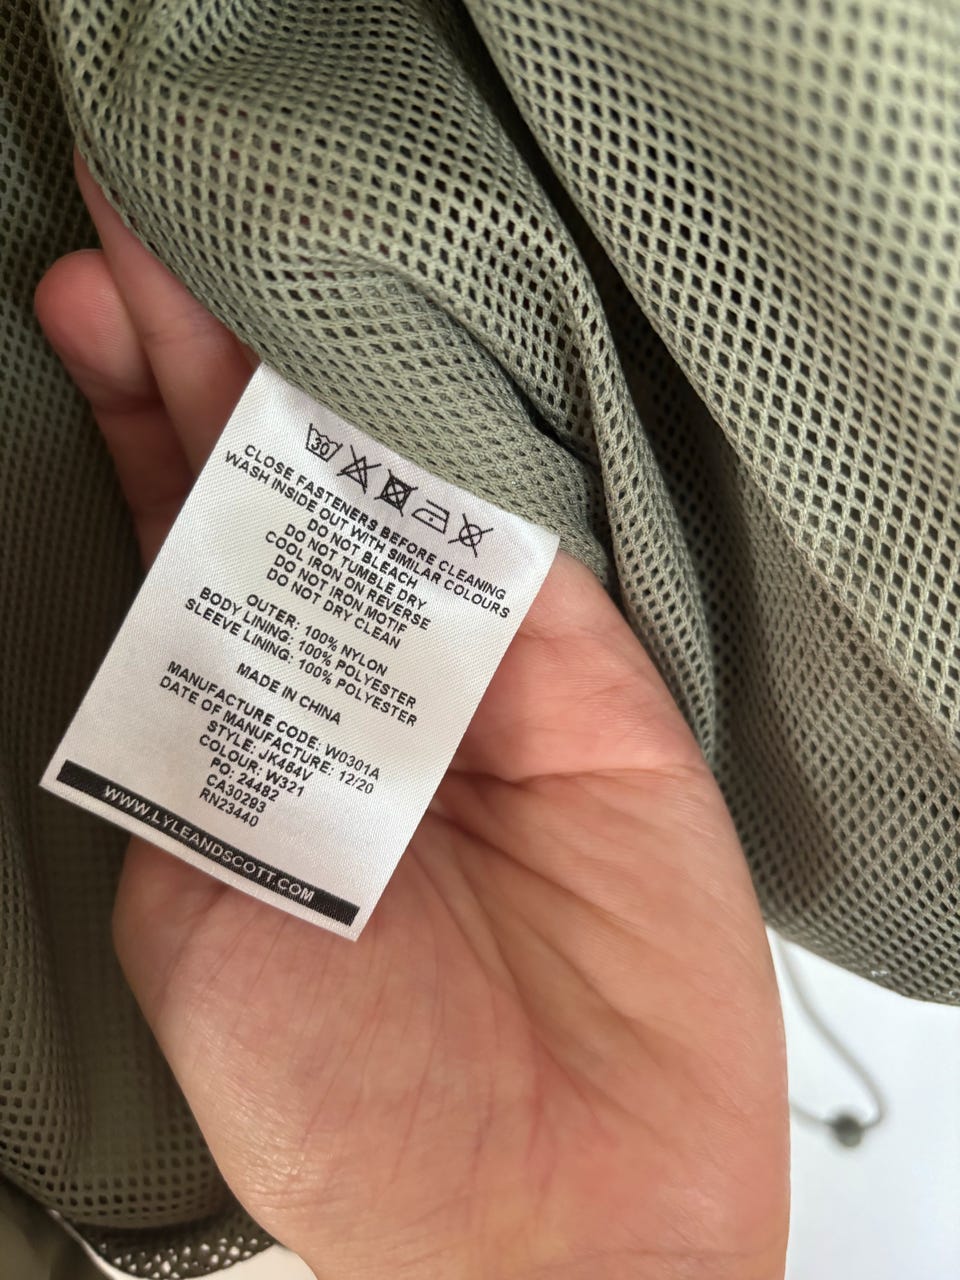 30
CLOSE FASTENERS BEFORE CLEANING
WASH INSIDE OUT WITH SIMILAR COLOURS
DO NOT BLEACH
DO NOT TUMBLE DRY
COOL IRON ON REVERSE
DO NOT IRON MOTIF
DO NOT DRY CLEAN
OUTER: 100% NYLON
BODY LINING: 100% POLYESTER
SLEEVE LINING: 100% POLYESTER
MADE IN CHINA
MANUFACTURE CODE: W0301A
DATE OF MANUFACTURE: 12/20
STYLE: JK484V
COLOUR: W321
PO: 24482
CA30293
RN23440
WWW.LYLEANDSCOTT.COM